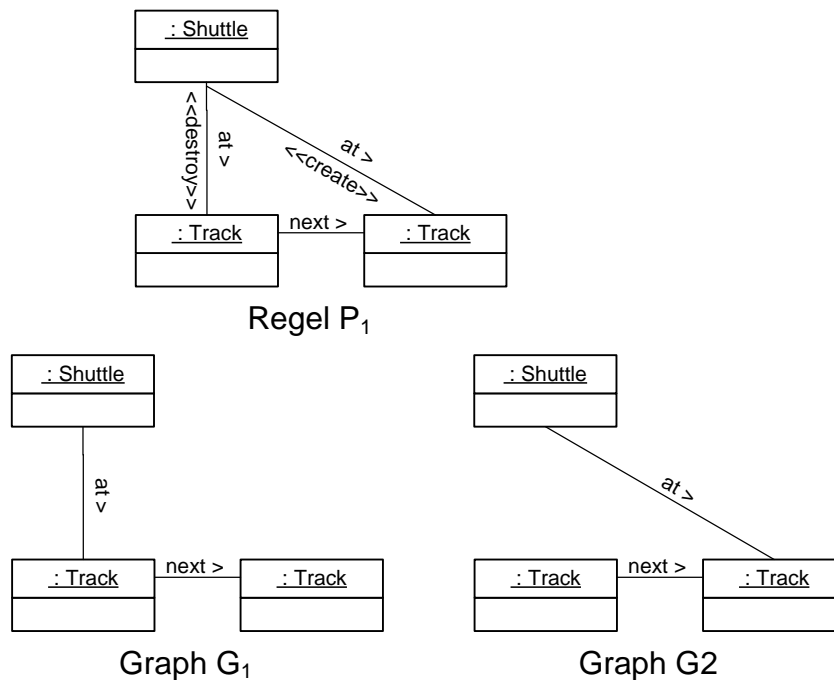 : Shuttle
<<destroy>>
at >
at >
<<create>>
: Track
next >
: Track
Regel P1
: Shuttle
at >
: Track
next >
: Track
Graph G1
: Shuttle
at >
: Track
next >
: Track
Graph G2